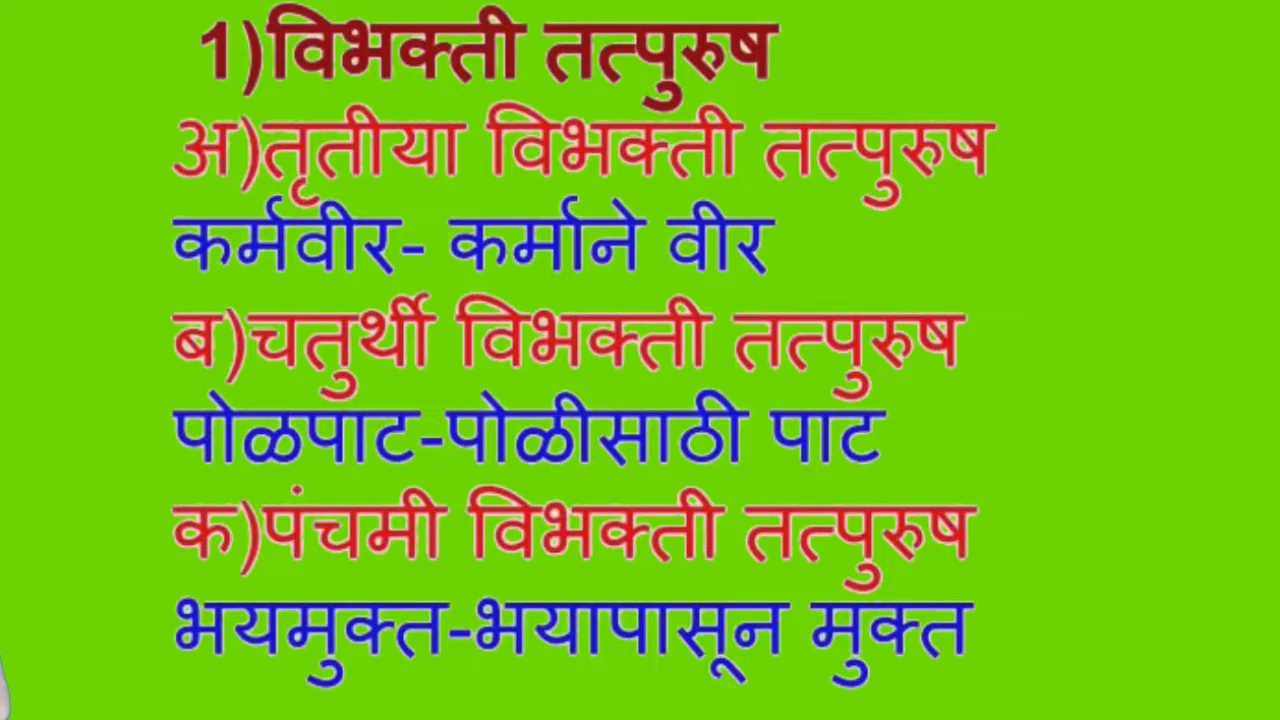 1)विभक्ती तत्पुरुष
अ)तृतीया विभक्ती तत्पुरुष
कर्मवीर- कर्माने वीर
ब)चतुर्थी विभक्ती तत्पुरुष
पोळपाट-पोळीसाठी पाट
क)पंचमी विभक्ती तत्पुरुष
भयमुक्त-भयापासून मुक्त